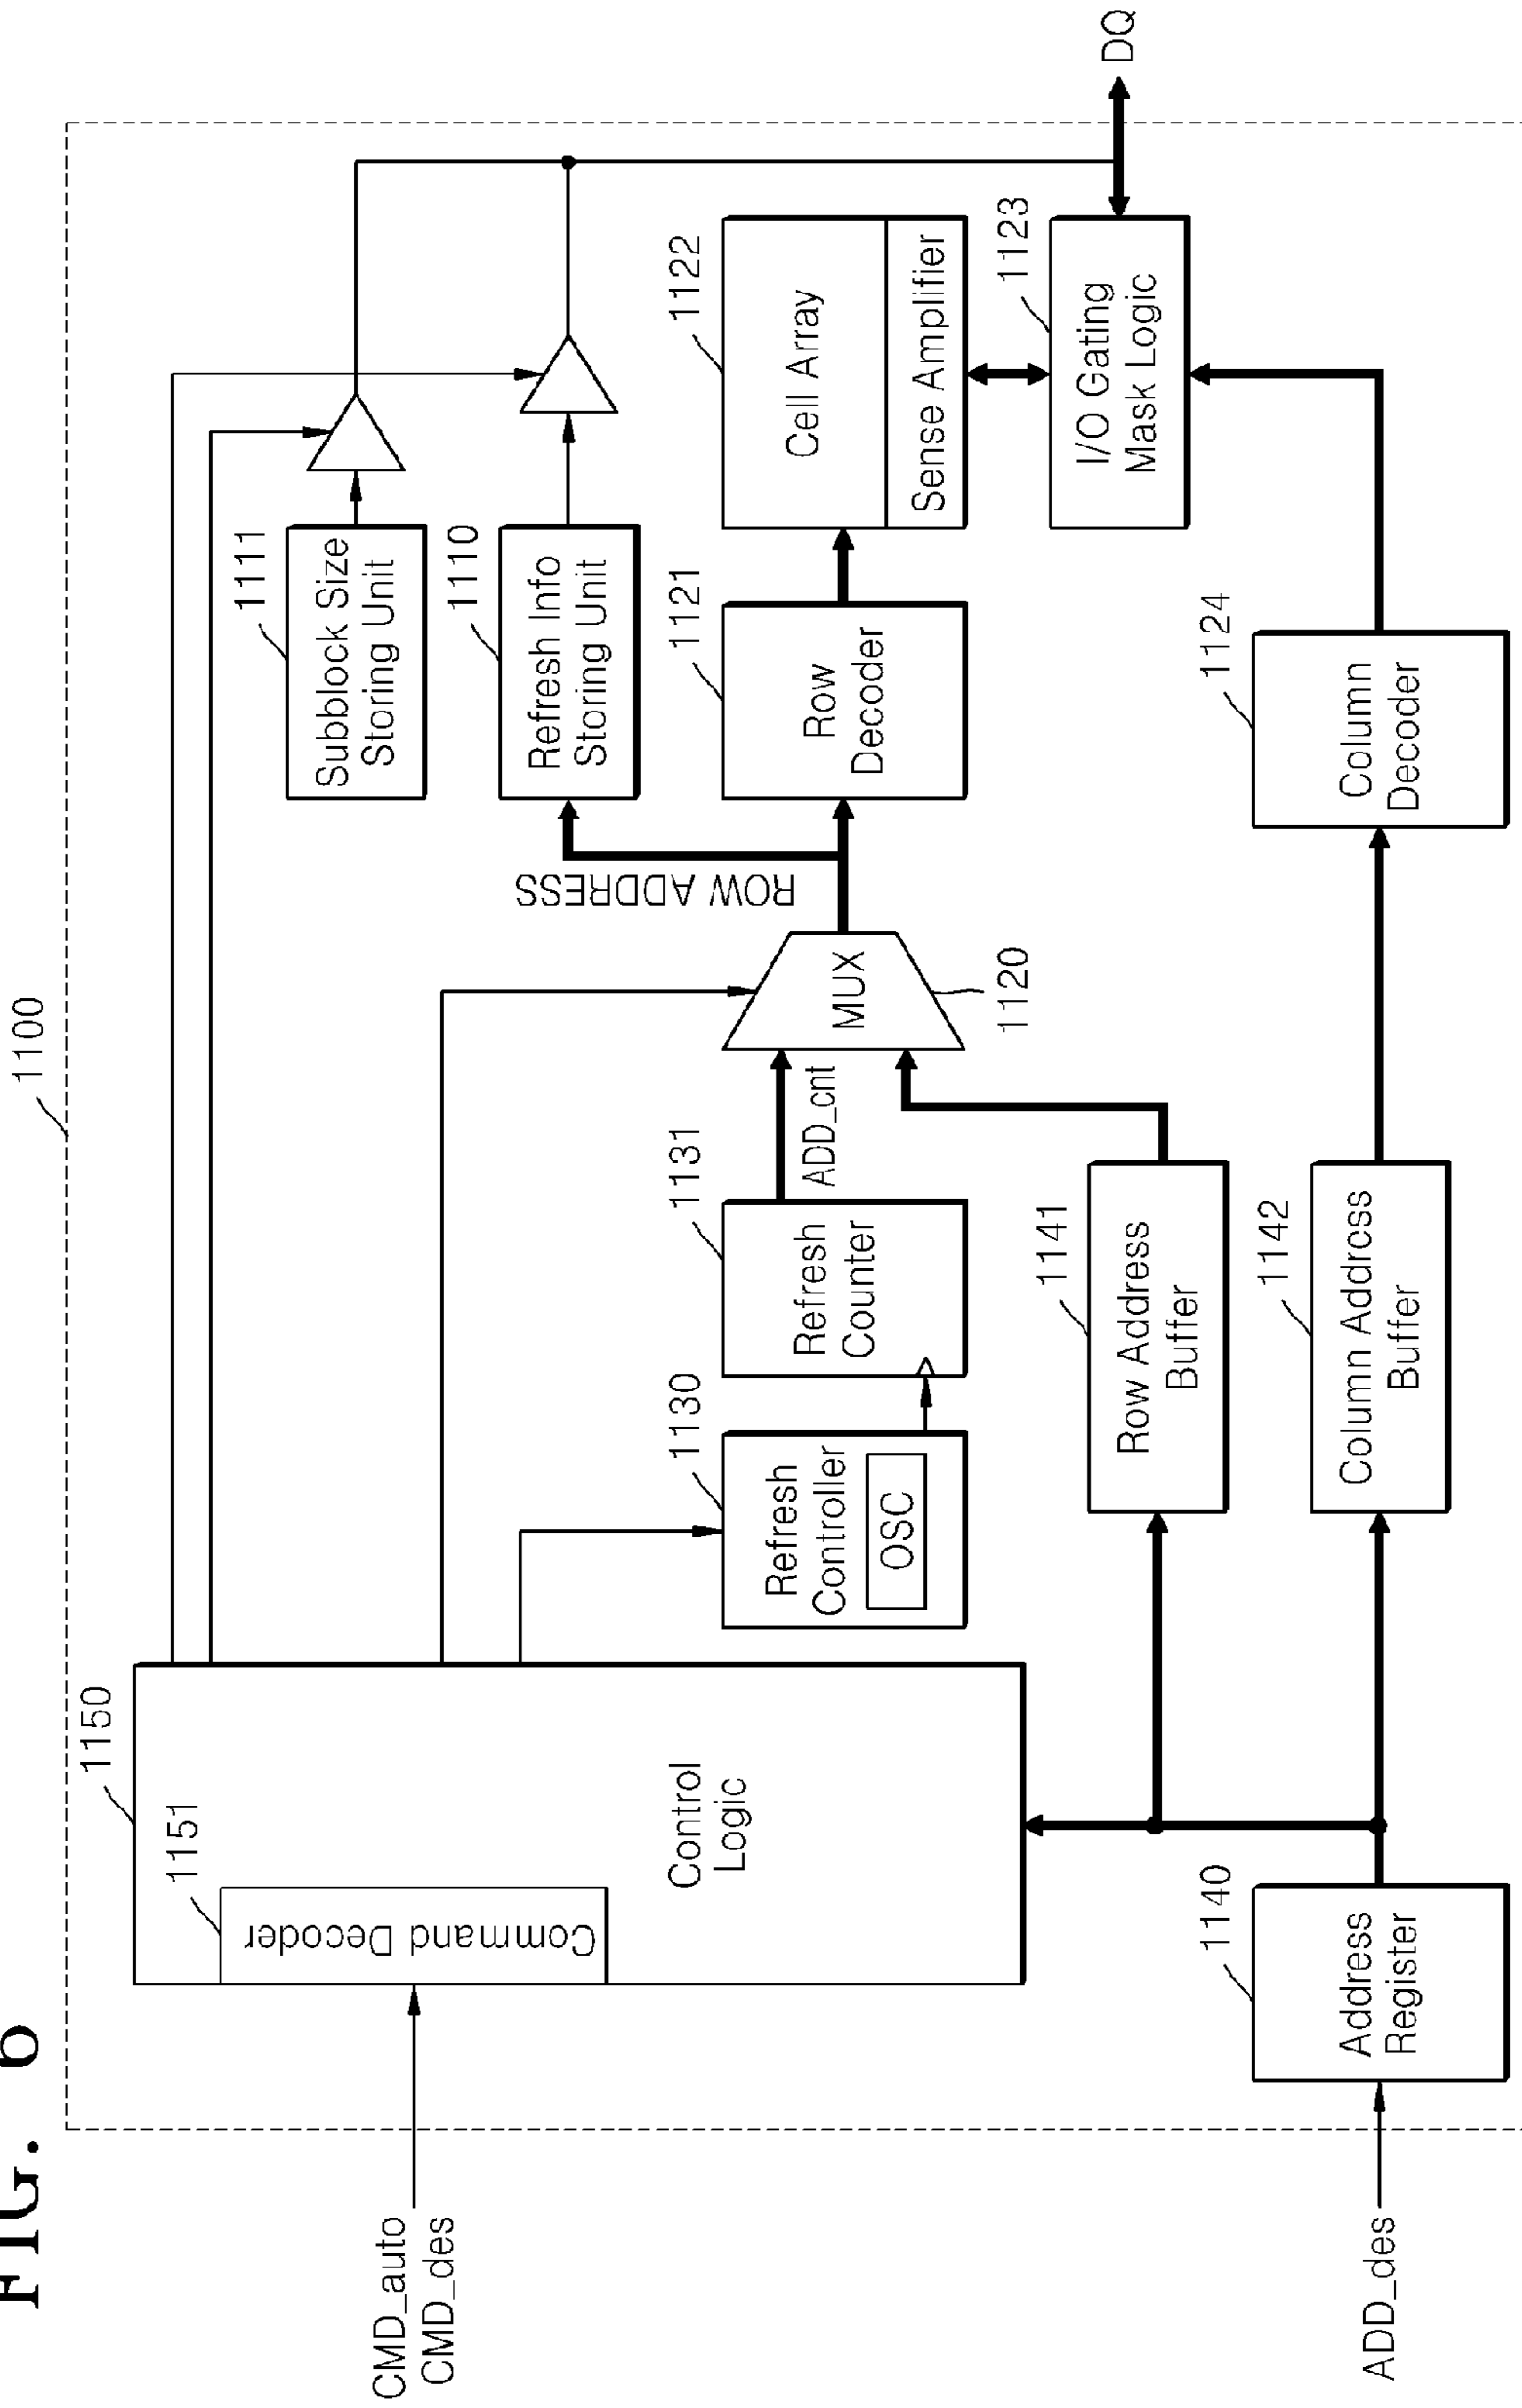 FIG. 6
1100
1150
1151
Command Decoder
Control
Logic
CMD_auto
CMD_des
1111
Subblock Size
Storing Unit
1110
Refresh Info
Storing Unit
ROW ADDRESS
1130
Refresh
Controller
OSC
1131
Refresh
Counter
ADD_cnt
MUX
1120
1121
Row
Decoder
1122
Cell Array
Sense Amplifier
1123
I/O Gating
Mask Logic
DQ
1141
Row Address
Buffer
1142
Column Address
Buffer
1124
Column
Decoder
1140
Address
Register
ADD_des